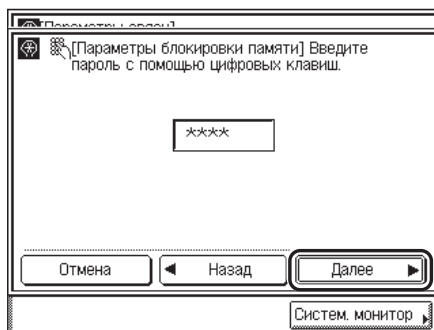 [Параметры блокировки памяти] Введите
пароль с помощью цифровых клавиш.
****
Отмена
Назад
Далее
Систем. монитор